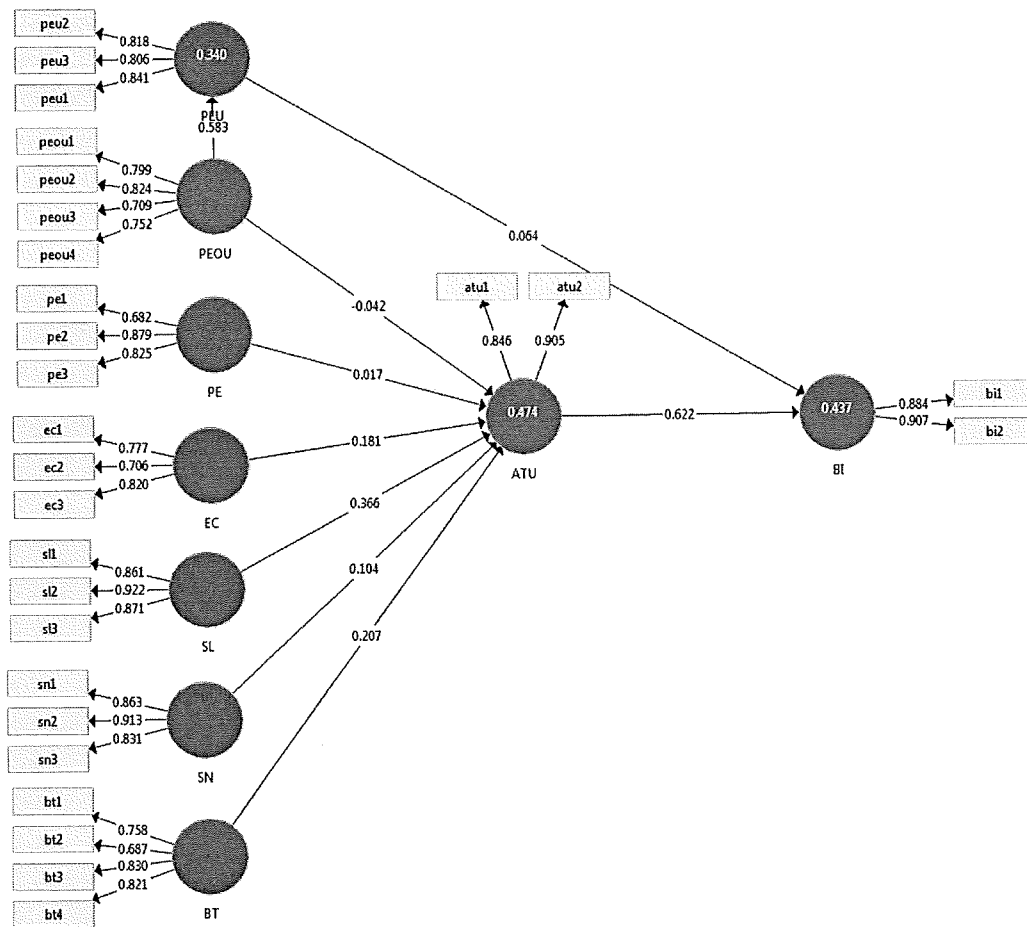 peu2
0.818
peu3
0.806
0.340
peu1
0.841
PEU
0.583
peou1
0.799
peou2
0.824
peou3
0.709
peou4
0.752
PEOU
0.064
-0.042
pe1
0.682
pe2
0.879
pe3
0.825
PE
0.017
atu1
atu2
0.846
0.905
0.474
ATU
0.622
0.437
BI
0.884
bi1
0.907
bi2
ec1
0.777
ec2
0.706
ec3
0.820
EC
0.181
sl1
0.861
sl2
0.922
sl3
0.871
SL
0.366
sn1
0.863
sn2
0.913
sn3
0.831
SN
0.104
bt1
0.758
bt2
0.687
bt3
0.830
bt4
0.821
BT
0.207